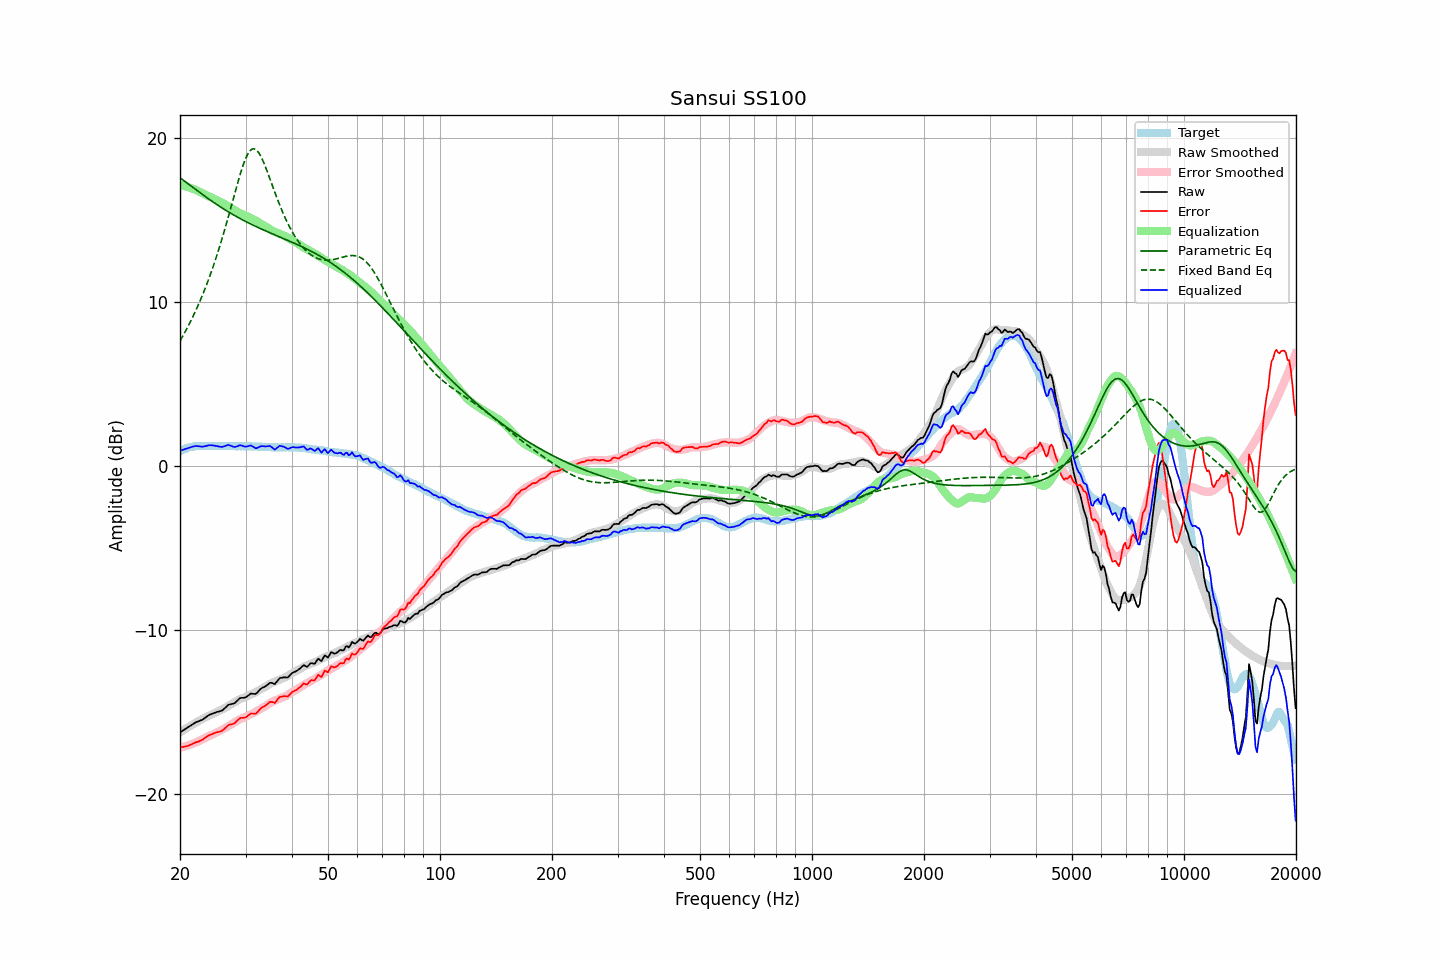 Sansui SS100
Target
Raw Smoothed
Error Smoothed
Raw
Error
Equalization
Parametric Eq
Fixed Band Eq
Equalized
20
10
0
−10
−20
Amplitude (dBr)
20
50
100
200
500
1000
2000
5000
10000
20000
Frequency (Hz)